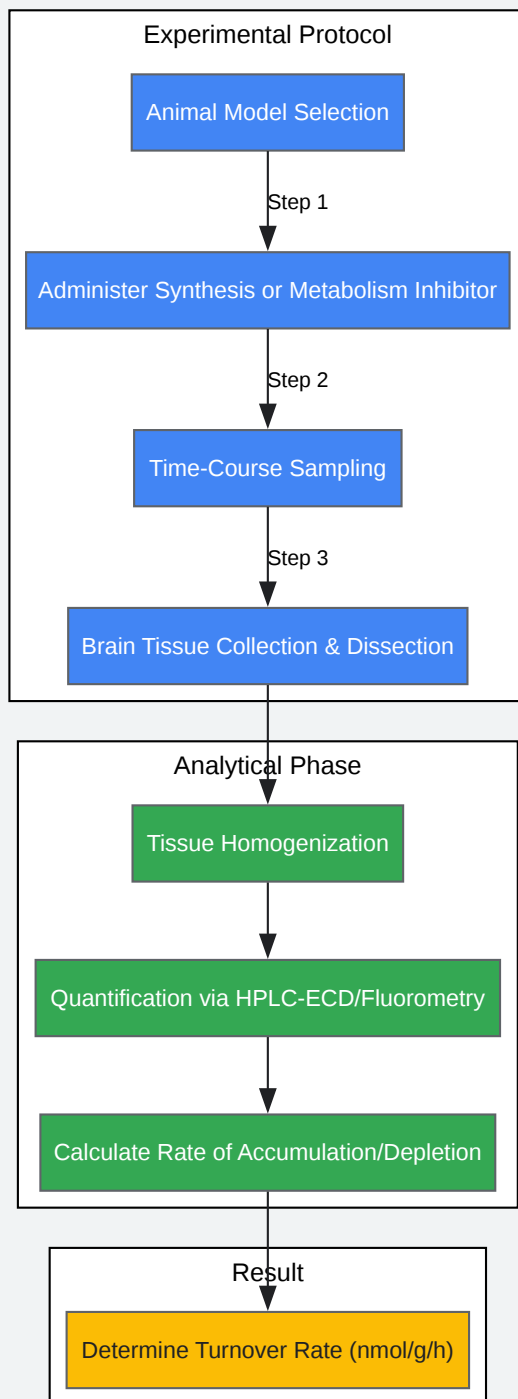 Experimental Protocol
Animal Model Selection
Step 1
Administer Synthesis or Metabolism Inhibitor
Step 2
Time-Course Sampling
Step 3
Brain Tissue Collection & Dissection
Analytical Phase
Tissue Homogenization
Quantification via HPLC-ECD/Fluorometry
Calculate Rate of Accumulation/Depletion
Result
Determine Turnover Rate (nmol/g/h)